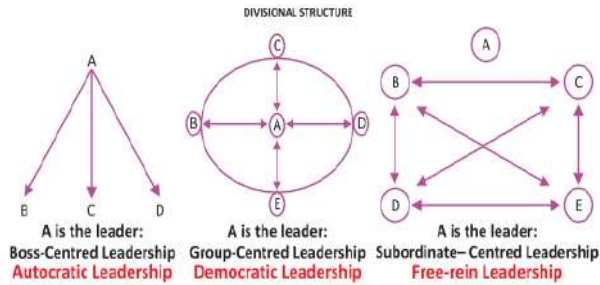 DIVISIONAL STRUCTURE
A
B C D
A is the leader:
Boss-Centred Leadership
Autocratic Leadership
C
B A D
E
A is the leader:
Group-Centred Leadership
Democratic Leadership
A
B C
D E
A is the leader:
Subordinate– Centred Leadership
Free-rein Leadership